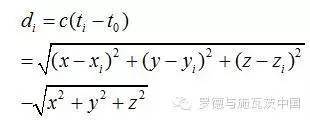 d_i = c(t_i − t_0)
= √((x − x_i)² + (y − y_i)² + (z − z_i)²)
− √(x² + y² + z²)
罗德与施瓦茨中国